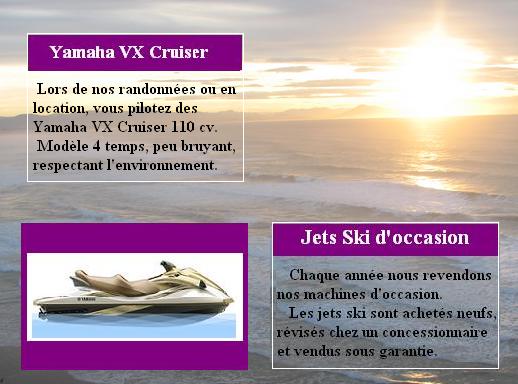 Yamaha VX Cruiser
Lors de nos randonnées ou en
location, vous pilotez des
Yamaha VX Cruiser 110 cv.
Modèle 4 temps, peu bruyant,
respectant l'environnement.
Jets Ski d'occasion
Chaque année nous revendons
nos machines d'occasion.
Les jets ski sont achetés neufs,
révisés chez un concessionnaire
et vendus sous garantie.